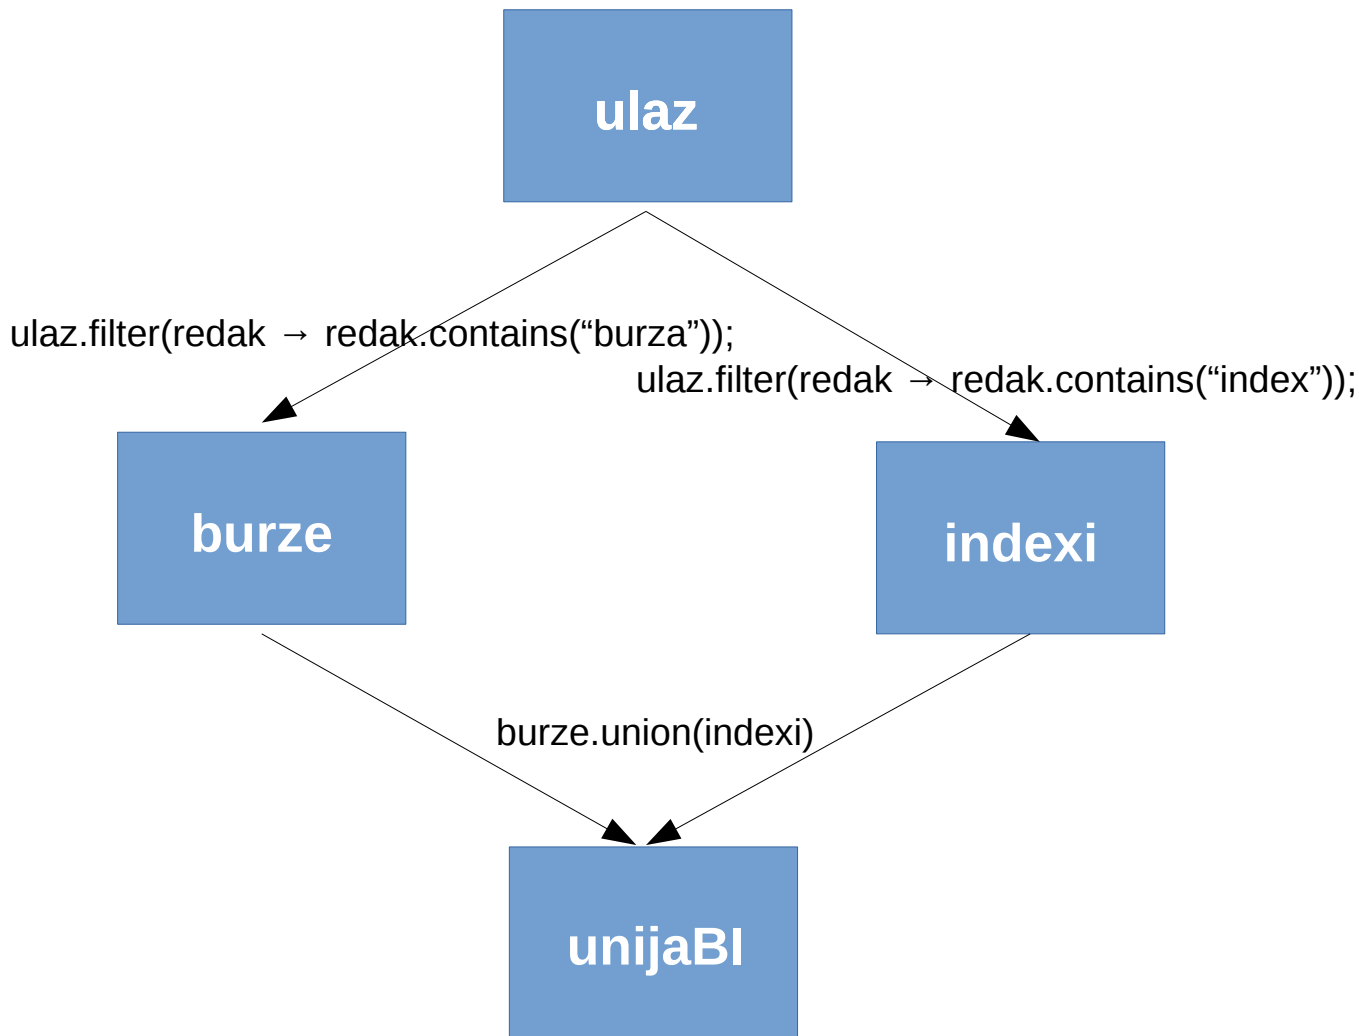 ulaz
ulaz.filter(redak → redak.contains(“burza”));
ulaz.filter(redak → redak.contains(“index”));
burze
indexi
burze.union(indexi)
unijaBI